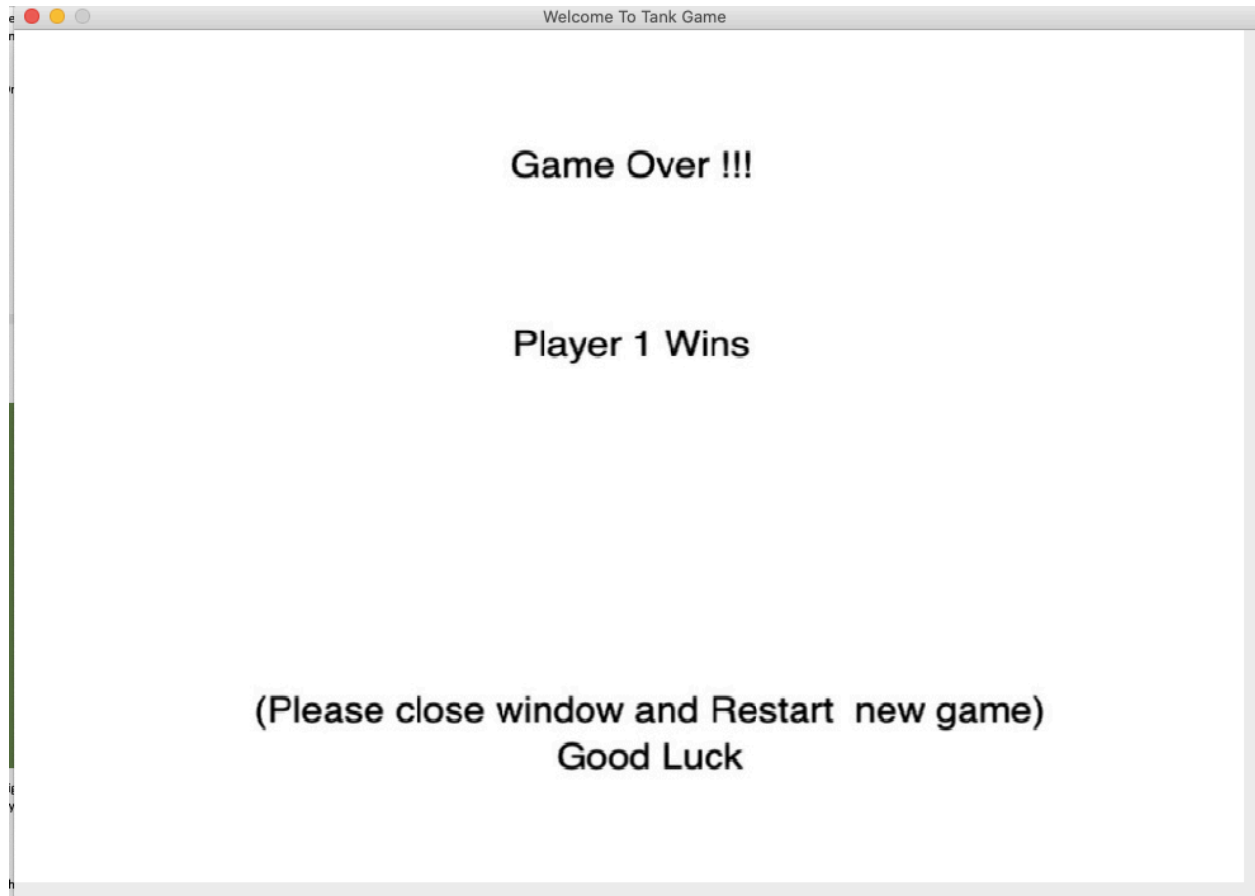 Welcome To Tank Game
Game Over !!!
Player 1 Wins
(Please close window and Restart  new game)
Good Luck